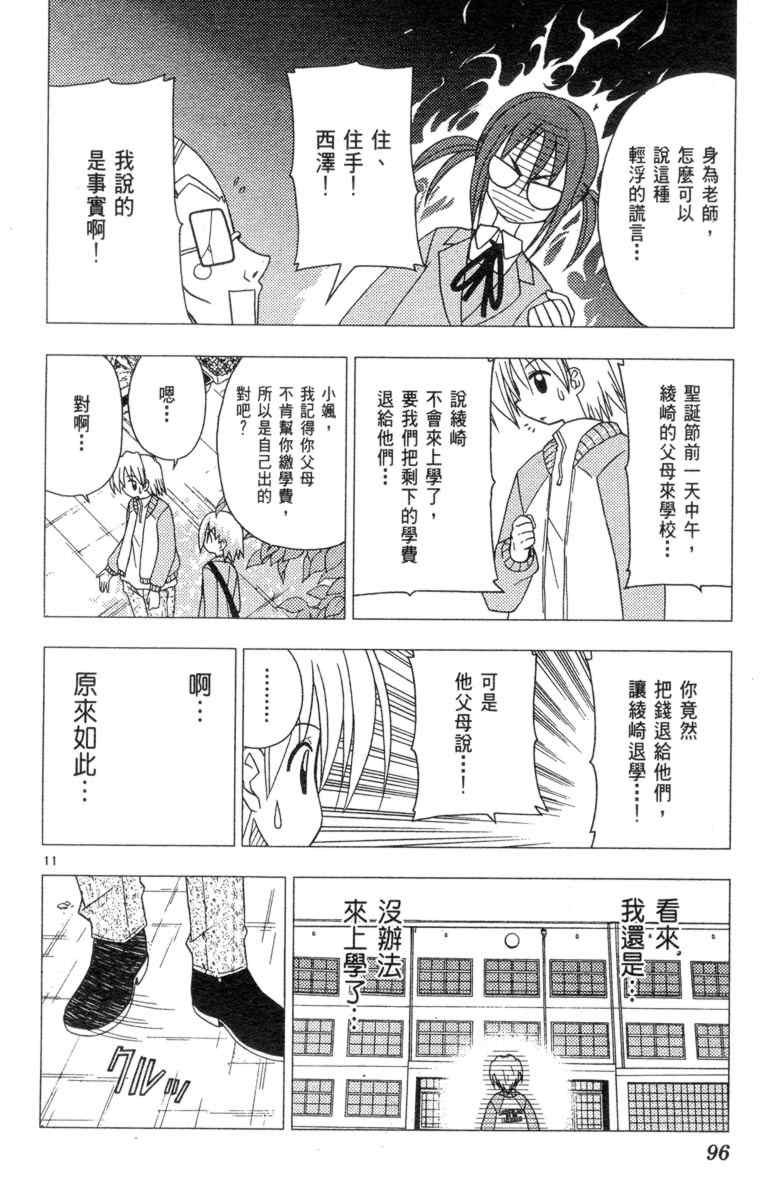 身為老師，
怎麼可以
說這種
輕浮的謊言…
住、
住手！
西澤！
我說的
是事實啊！
聖誕節前一天中午，
綾崎的父母來學校…
說綾崎
不會來上學了，
要我們把剩下的學費
退給他們…
小颯，
我記得你父母
不肯幫你繳學費，
所以是自己出的
對吧？
嗯…
對啊…
你竟然
把錢退給他們，
讓綾崎退學…！
可是
他父母說…！
………
啊…
原來如此…
11
看來，
我還是…
沒辦法
來上學了…
クルッ
96